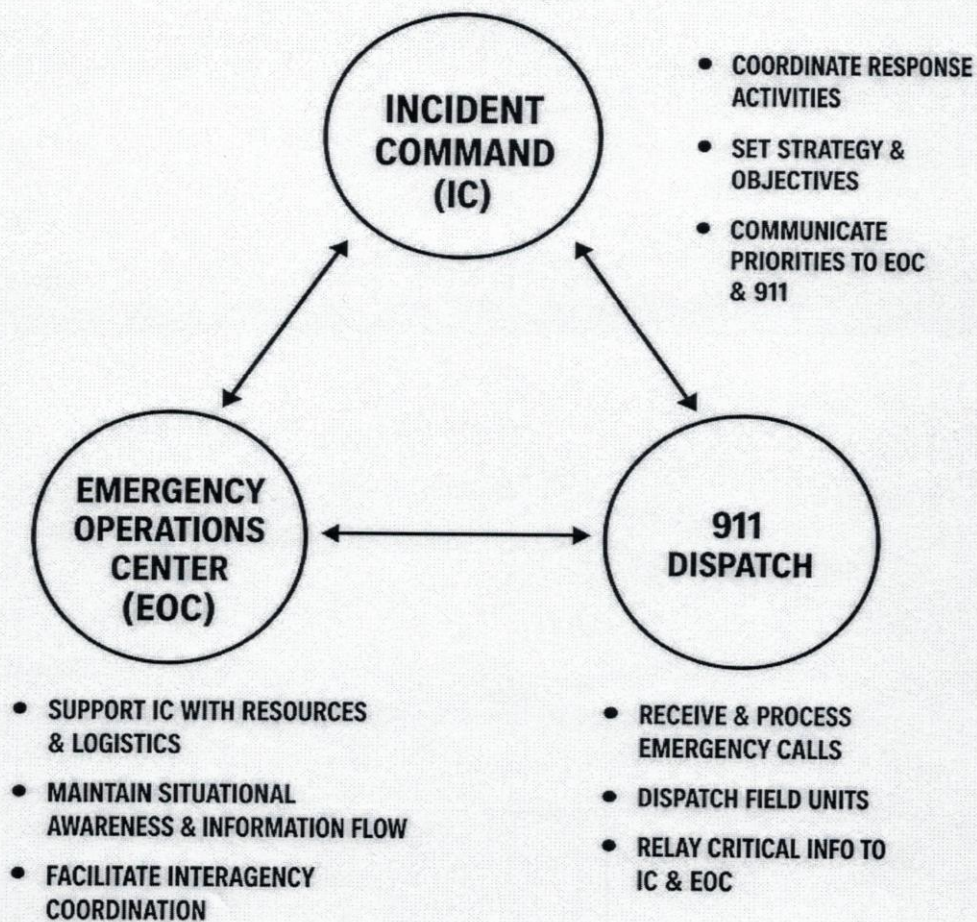 INCIDENT
COMMAND
(IC)
• COORDINATE RESPONSE
ACTIVITIES
• SET STRATEGY &
OBJECTIVES
• COMMUNICATE
PRIORITIES TO EOC
& 911
EMERGENCY
OPERATIONS
CENTER
(EOC)
911
DISPATCH
• SUPPORT IC WITH RESOURCES
& LOGISTICS
• MAINTAIN SITUATIONAL
AWARENESS & INFORMATION FLOW
• FACILITATE INTERAGENCY
COORDINATION
• RECEIVE & PROCESS
EMERGENCY CALLS
• DISPATCH FIELD UNITS
• RELAY CRITICAL INFO TO
IC & EOC